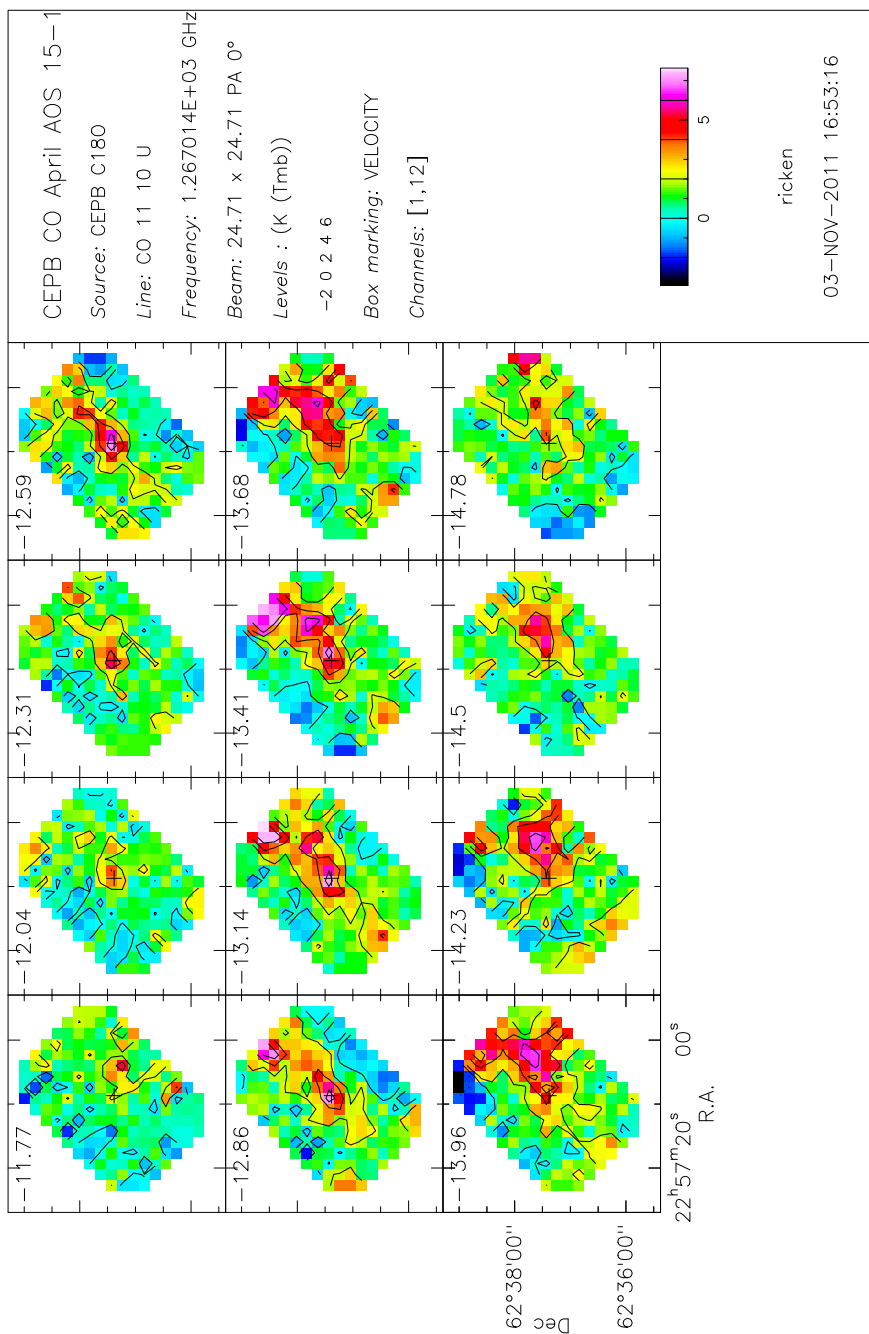 CEPB CO April AOS 15-1
Source: CEPB C180
Line: CO 11 10 U
Frequency: 1.267014E+03 GHz
Beam: 24.71 x 24.71 PA 0°
Levels : (K (Tmb))
-2 0 2 4 6
Box marking: VELOCITY
Channels: [1,12]
0
5
ricken
03-NOV-2011 16:53:16
-11.77
-12.04
-12.31
-12.59
-12.86
-13.14
-13.41
-13.68
-13.96
-14.23
-14.5
-14.78
62°38'00"
Dec
62°36'00"
22ʰ57ᵐ20ˢ
00ˢ
R.A.